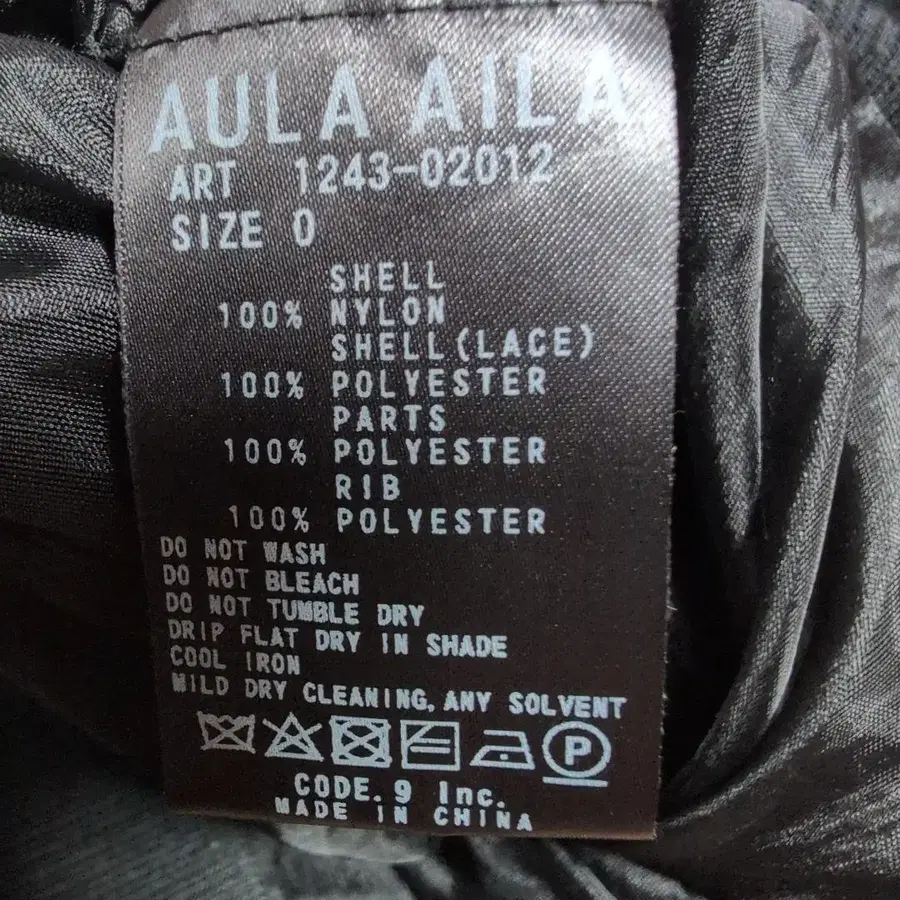 AULA AILA
ART 1243-02012
SIZE 0
SHELL
100% NYLON
SHELL(LACE)
100% POLYESTER
PARTS
100% POLYESTER
RIB
100% POLYESTER
DO NOT WASH
DO NOT BLEACH
DO NOT TUMBLE DRY
DRIP FLAT DRY IN SHADE
COOL IRON
MILD DRY CLEANING, ANY SOLVENT
P
CODE.9 Inc.
MADE IN CHINA